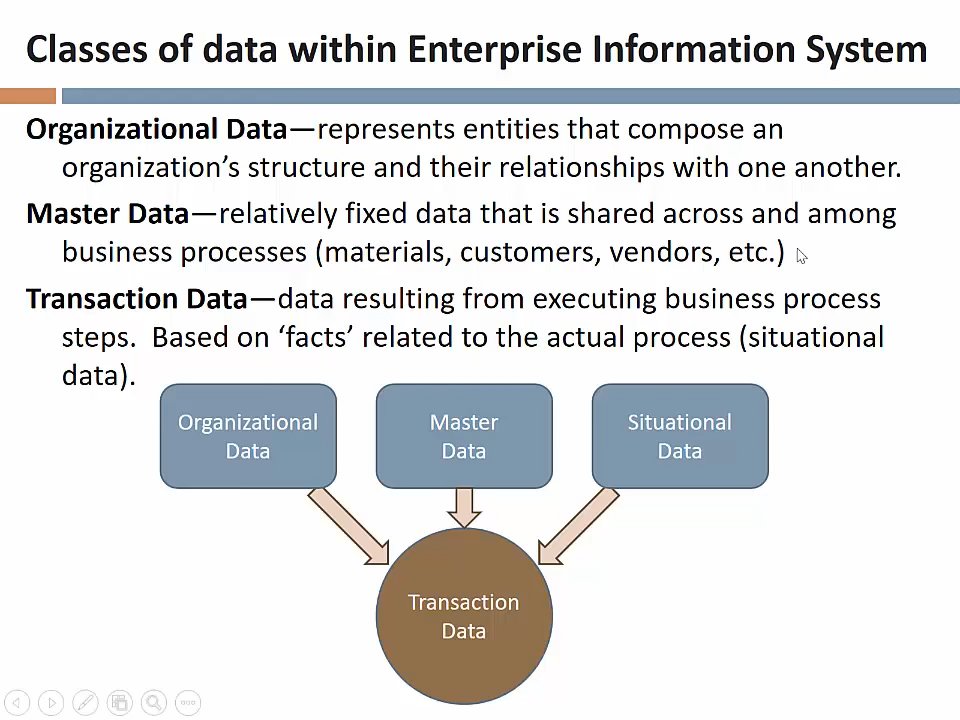 Classes of data within Enterprise Information System
Organizational Data—represents entities that compose an
organization’s structure and their relationships with one another.
Master Data—relatively fixed data that is shared across and among
business processes (materials, customers, vendors, etc.)
Transaction Data—data resulting from executing business process
steps.  Based on ‘facts’ related to the actual process (situational
data).
Organizational
Data
Master
Data
Situational
Data
Transaction
Data